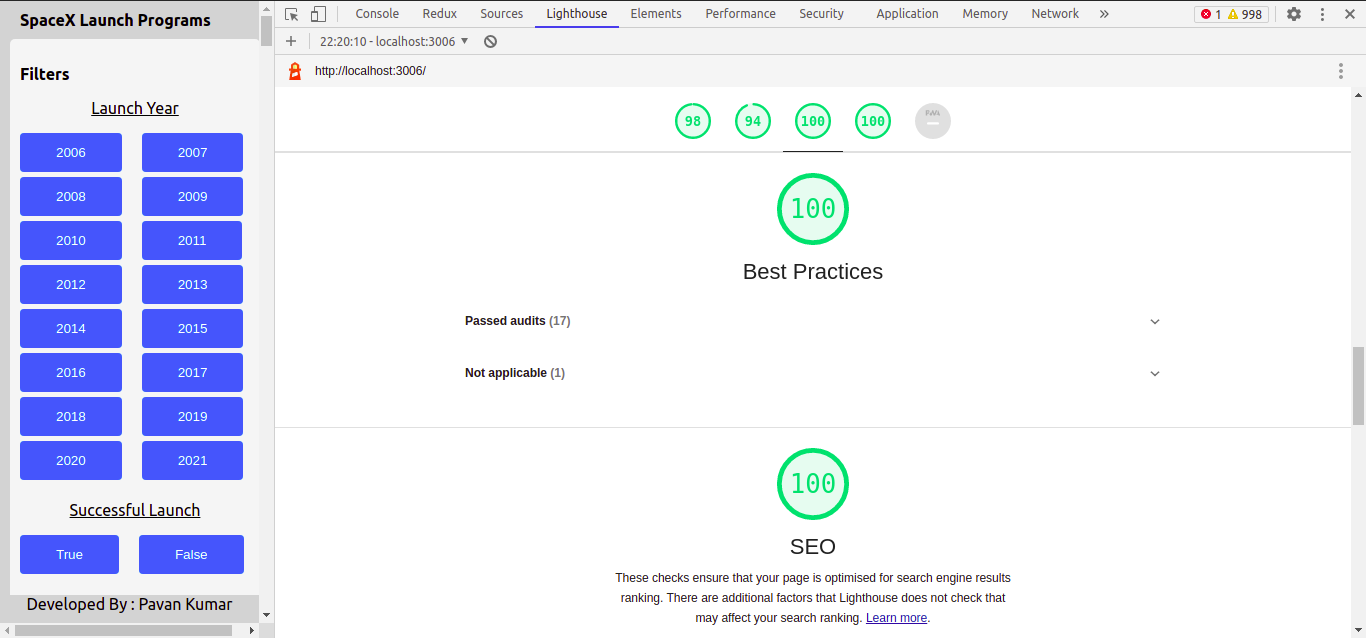 SpaceX Launch Programs
Filters
Launch Year
2006 2007
2008 2009
2010 2011
2012 2013
2014 2015
2016 2017
2018 2019
2020 2021
Successful Launch
True False
Developed By : Pavan Kumar
Console Redux Sources Lighthouse Elements Performance Security Application Memory Network » 1 998
22:20:10 - localhost:3006
http://localhost:3006/
98 94 100 100 PWA
100
Best Practices
Passed audits (17)
Not applicable (1)
100
SEO
These checks ensure that your page is optimised for search engine results
ranking. There are additional factors that Lighthouse does not check that
may affect your search ranking. Learn more.